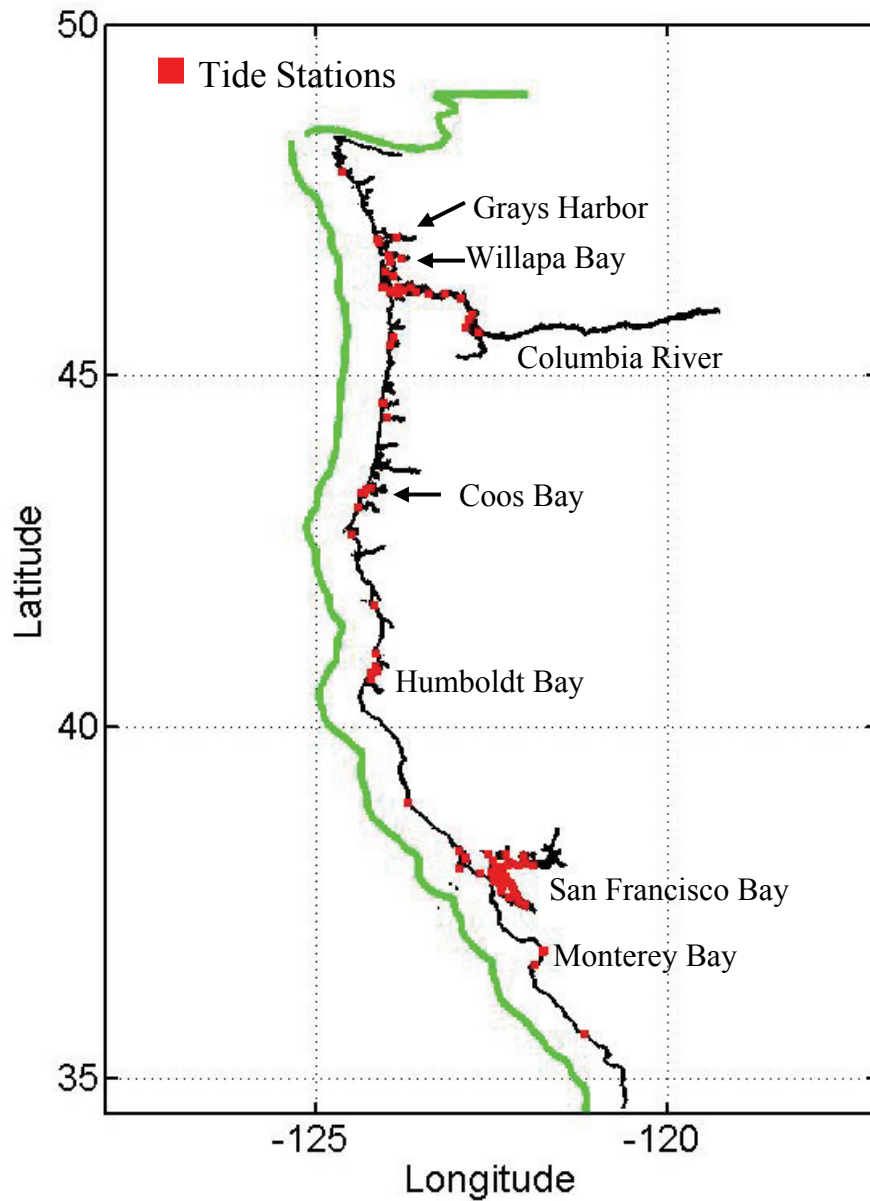 50
Tide Stations
Grays Harbor
Willapa Bay
Columbia River
45
Coos Bay
Latitude
Humboldt Bay
40
San Francisco Bay
Monterey Bay
35
-125
-120
Longitude